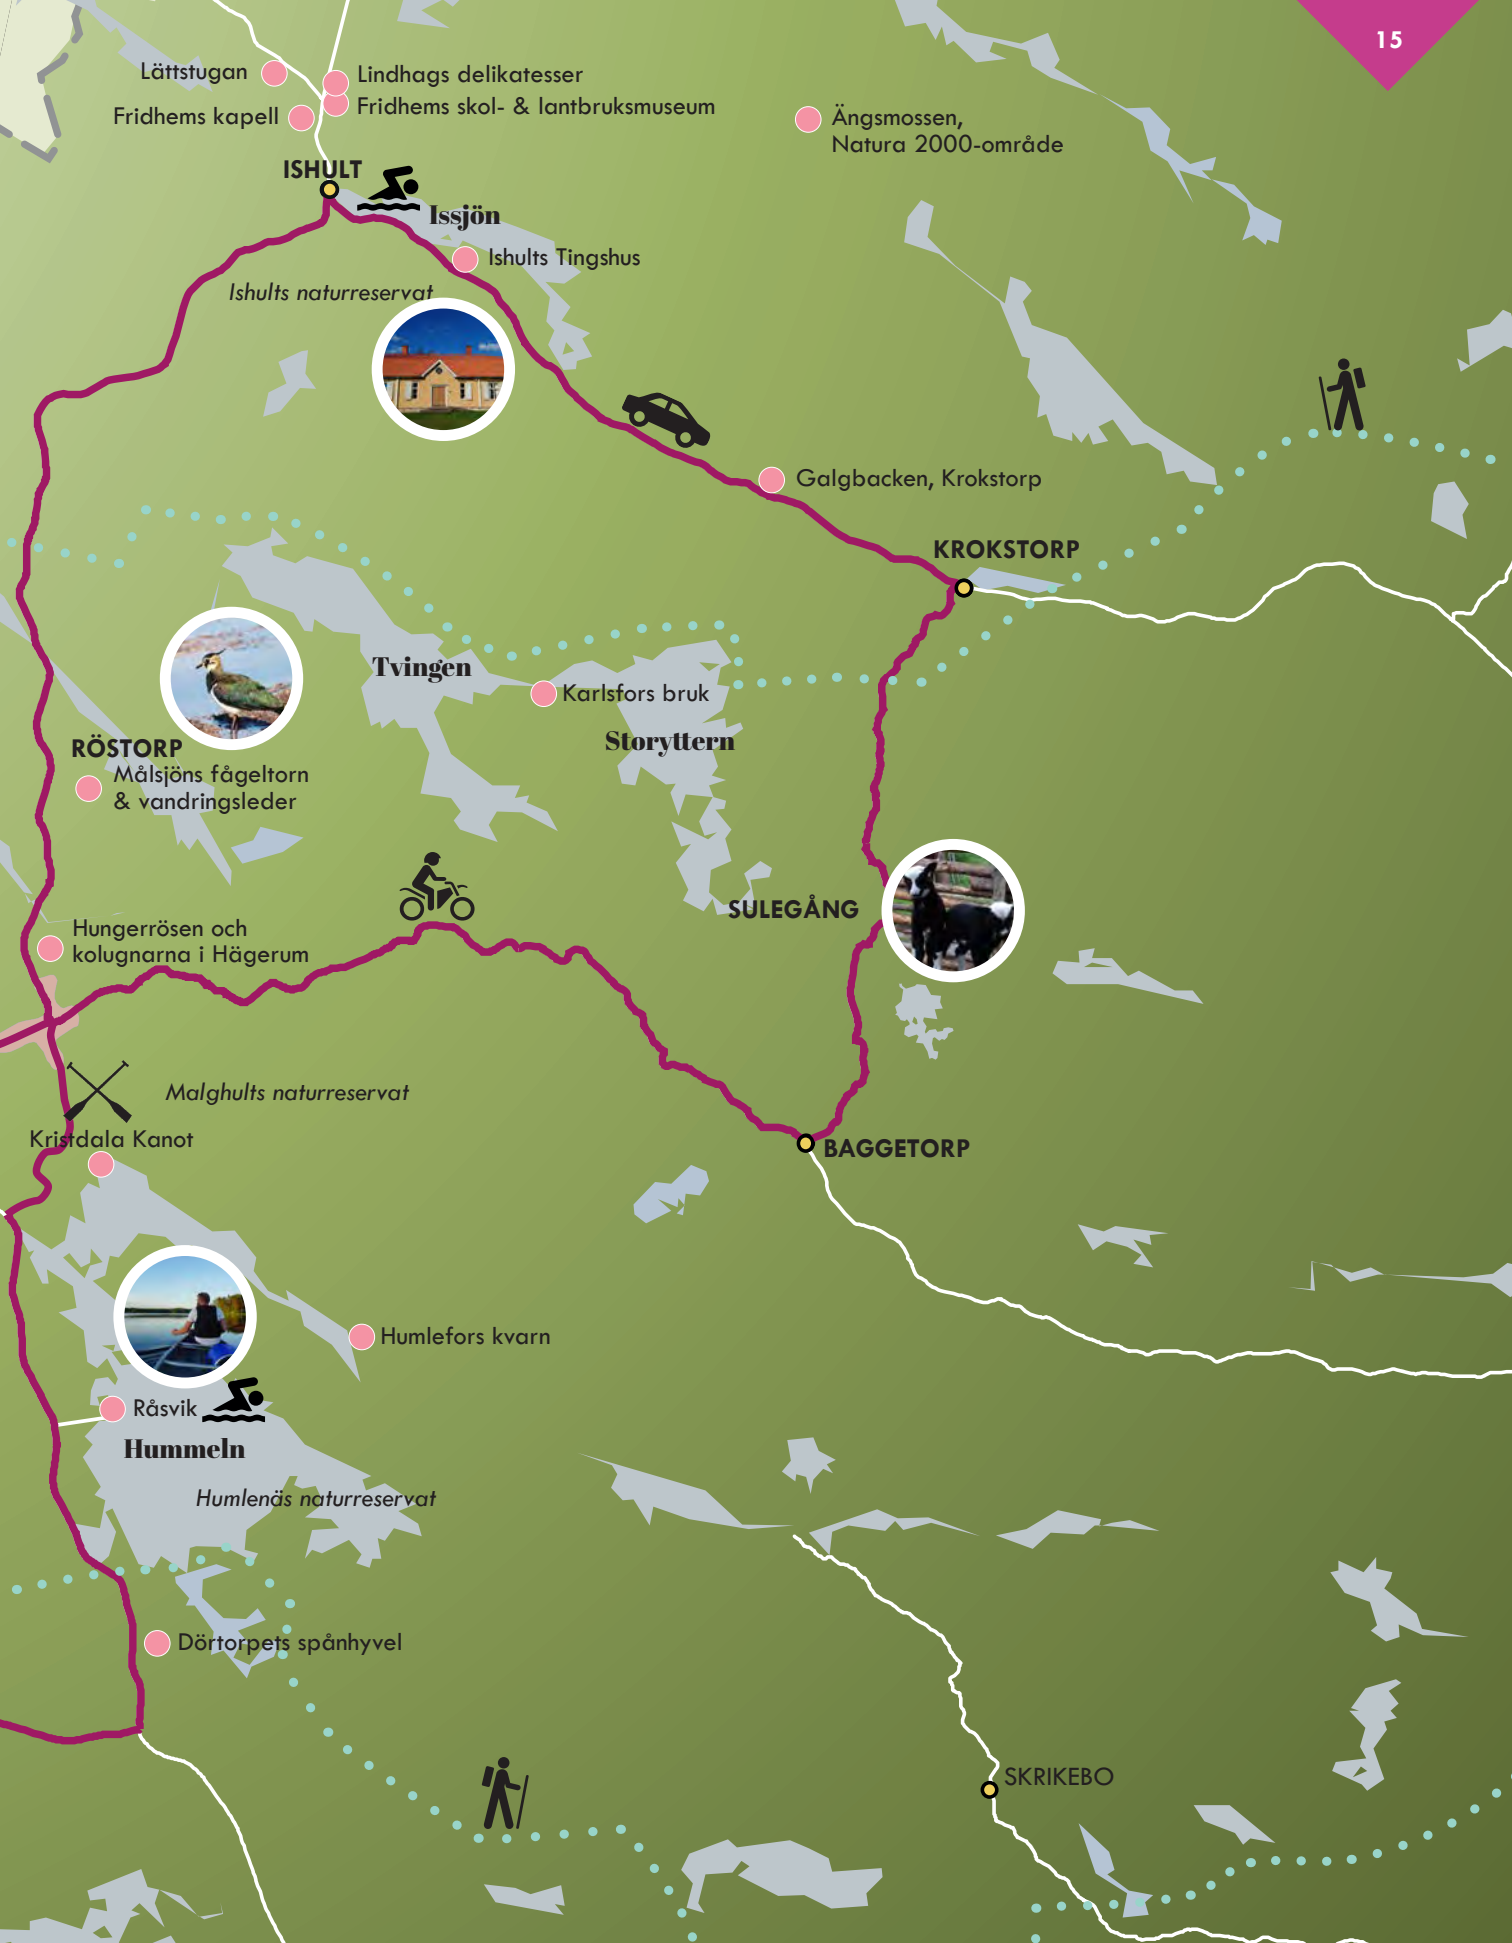 15
Lättstugan
Lindhags delikatesser
Fridhems skol- & lantbruksmuseum
Fridhems kapell
Ängsmossen,
Natura 2000-område
ISHULT
Issjön
Ishults Tingshus
Ishults naturreservat
Galgbacken, Krokstorp
KROKSTORP
Tvingen
Karlsfors bruk
Storyttern
RÖSTORP
Målsjöns fågeltorn
& vandringsleder
SULEGÅNG
Hungerrösen och
kolugnarna i Hägerum
Malghults naturreservat
Kristdala Kanot
BAGGETORP
Humlefors kvarn
Råsvik
Hummeln
Humlenäs naturreservat
Dörtorpets spånhyvel
SKRIKEBO